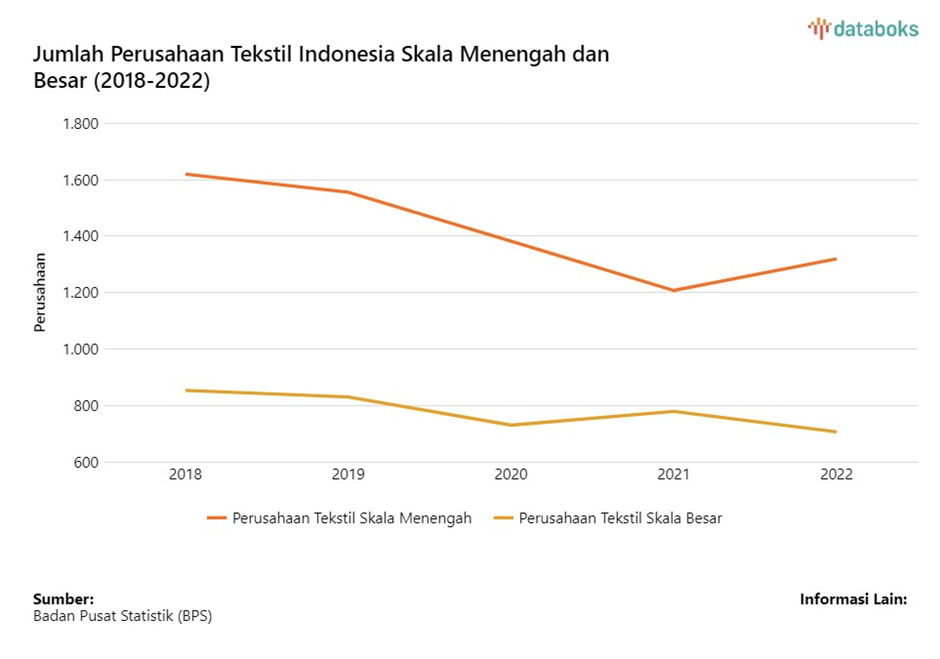 databoks
Jumlah Perusahaan Tekstil Indonesia Skala Menengah dan
Besar (2018-2022)
Perusahaan
1.800
1.600
1.400
1.200
1.000
800
600
2018 2019 2020 2021 2022
Perusahaan Tekstil Skala Menengah Perusahaan Tekstil Skala Besar
Sumber: Informasi Lain:
Badan Pusat Statistik (BPS)